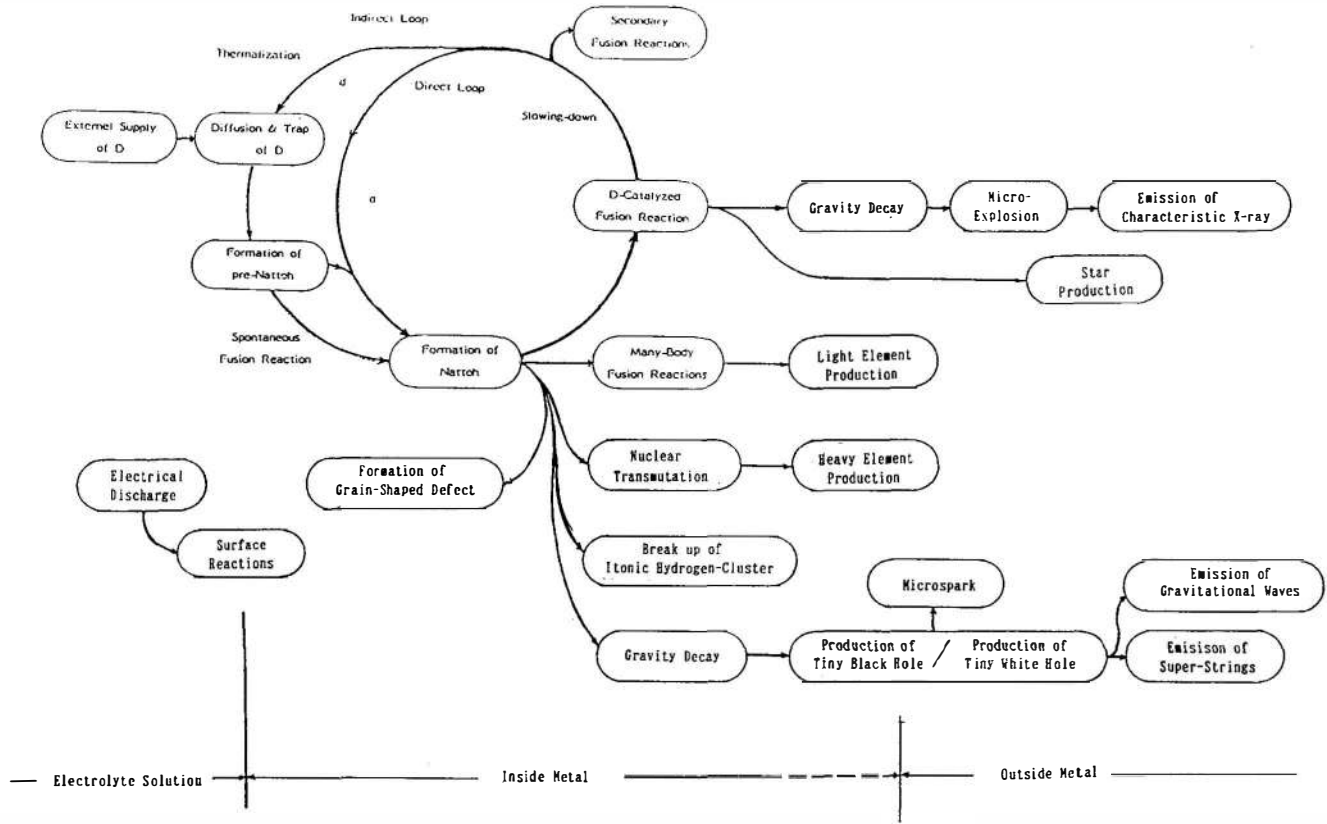 Indirect Loop
Secondary
Fusion Reactions
Thermalization
d
Direct Loop
Slowing-down
Externel Supply
of D
Diffusion & Trap
of D
d
D-Catalyzed
Fusion Reaction
Gravity Decay
Micro-
Explosion
Emission of
Characteristic X-ray
Formation of
pre-Nattoh
Star
Production
Spontaneous
Fusion Reaction
Formation of
Nattoh
Many-Body
Fusion Reactions
Light Element
Production
Electrical
Discharge
Formation of
Grain-Shaped Defect
Nuclear
Transmutation
Heavy Element
Production
Surface
Reactions
Break up of
Itonic Hydrogen-Cluster
Microspark
Emission of
Gravitational Waves
Gravity Decay
Production of
Tiny Black Hole
/
Production of
Tiny White Hole
Emisison of
Super-Strings
Electrolyte Solution
Inside Metal
Outside Metal